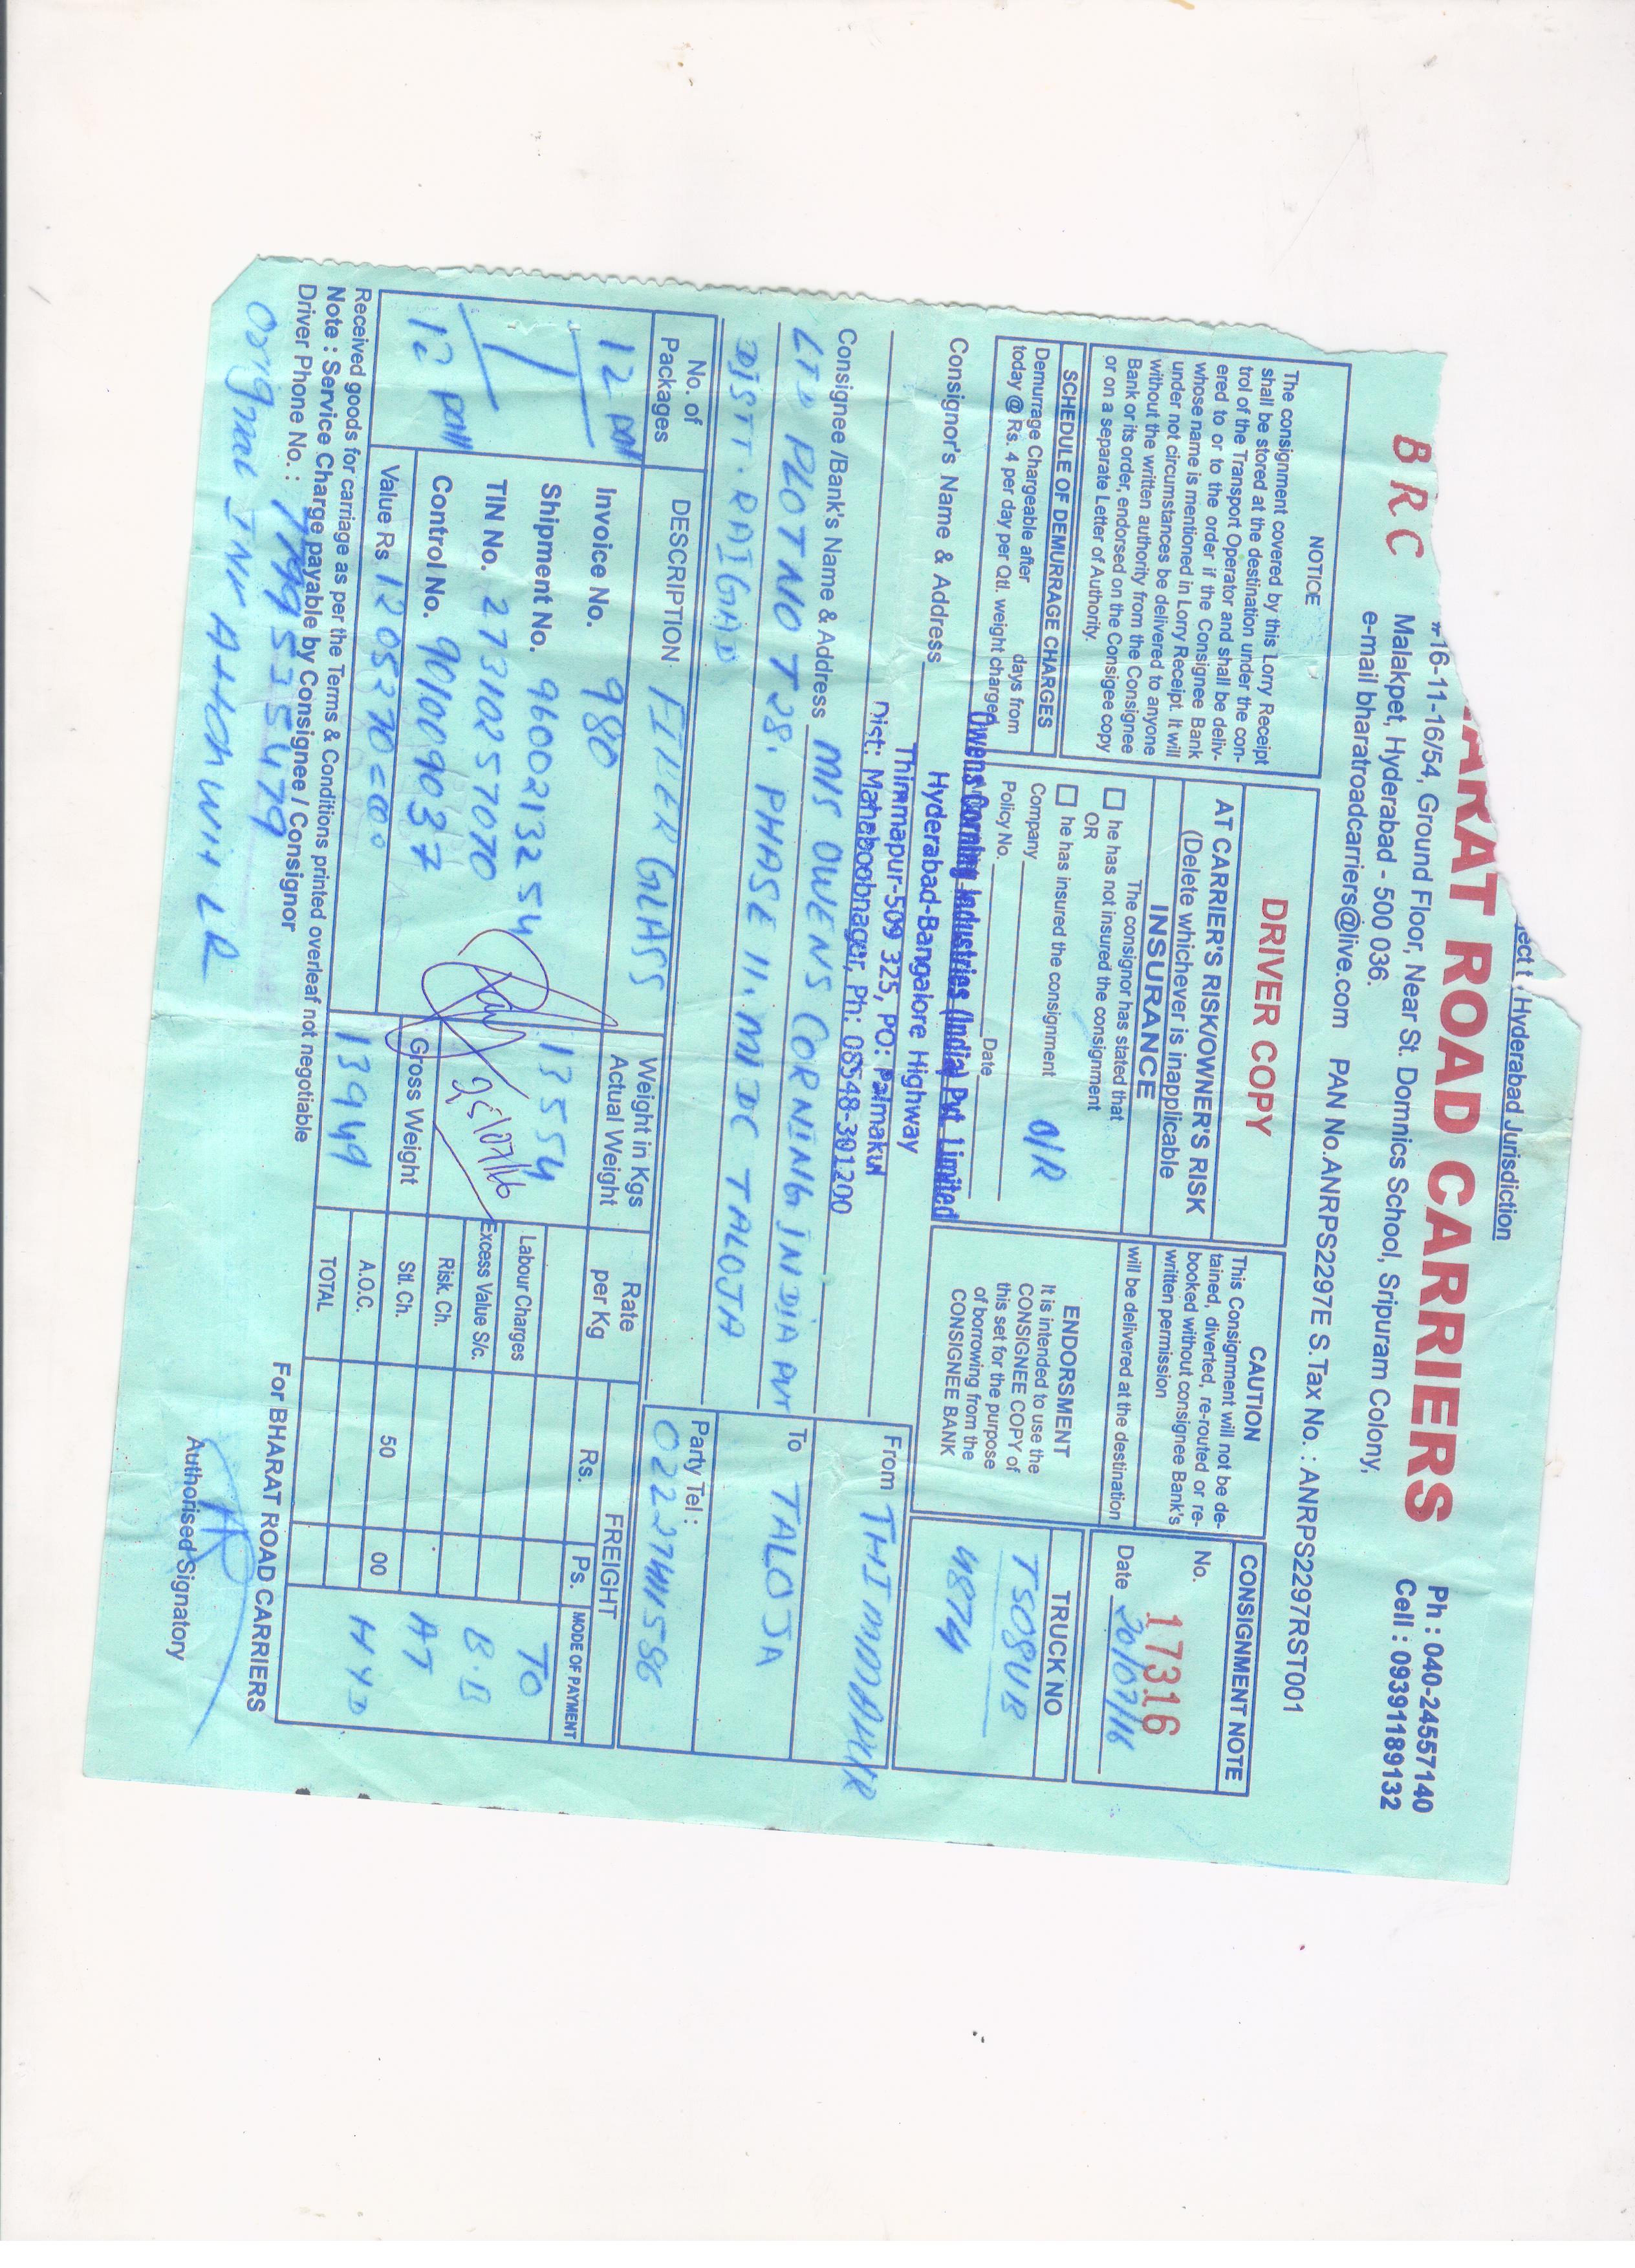 ject t Hyderabad Jurisdiction
ARAT ROAD CARRIERS
Ph : 040-24557140
Cell : 09391189132
B R C
#16-11-16/54, Ground Floor, Near St. Domnics School, Sripuram Colony,
Malakpet, Hyderabad - 500 036.
e-mail bharatroadcarriers@live.com PAN No.ANRPS2297E S.Tax No. : ANRPS2297RST001
NOTICE
The consignment covered by this Lorry Receipt
shall be stored at the destination under the con-
trol of the Transport Operator and shall be deliv-
ered to or to the order if the Consignee Bank
whose name is mentioned in Lorry Receipt. It will
under not circumstances be delivered to anyone
without the written authority from the Consignee
Bank or its order, endorsed on the Consigee copy
or on a separate Letter of Authority.
SCHEDULE OF DEMURRAGE CHARGES
Demurrage Chargeable after days from
today @ Rs. 4 per day per Qtl. weight charged
DRIVER COPY
AT CARRIER'S RISK/OWNER'S RISK
(Delete whichever is inapplicable
INSURANCE
The consignor has stated that
he has not insured the consignment
OR
he has insured the consignment
Company O/R
Policy No. Date
CAUTION
This Consignment will not be de-
tained, diverted, re-routed or re-
booked without consignee Bank's
written permission
will be delivered at the destination
ENDORSMENT
It is intended to use the
CONSIGNEE COPY of
this set for the purpose
of borrowing from the
CONSIGNEE BANK
CONSIGNMENT NOTE
No. 17316
Date 20/07/16
TRUCK NO
TS08UB
4874
Consignor's Name & Address
Owens Corning Industries (India) Pvt Limited
Hyderabad-Bangalore Highway
Thimmapur-509 325, PO: Palmakul
Dist: Mahaboobnagar, Ph: 08548-301200
Consignee /Bank's Name & Address M/S OWENS CORNING INDIA PVT
LTD PLOT NO T 28. PHASE 11. MIDC TALOJA
DISTT. RAIGAD
From THIMMAPUR
To TALOJA
Party Tel :
No. of
Packages
DESCRIPTION FIBER GLASS
Weight in Kgs
Actual Weight
Rate
per Kg
FREIGHT
Rs. Ps.
MODE OF PAYMENT
12 pall
Invoice No. 980
Shipment No. 9600213254
TIN No. 27310257070
Control No. 901009037
Value Rs 1205370=00
12 pall
13554
25/07/16
Gross Weight
13949
Labour Charges
Excess Value S/c.
Risk. Ch.
Stl. Ch.
A.O.C. 50 00
TOTAL
TO
B.B
AT
HYD
Received goods for carriage as per the Terms & Conditions printed overleaf not negotiable
Note : Service Charge payable by Consignee / Consignor
Driver Phone No. :
Original INV Attach with LR
For BHARAT ROAD CARRIERS
Authorised Signatory